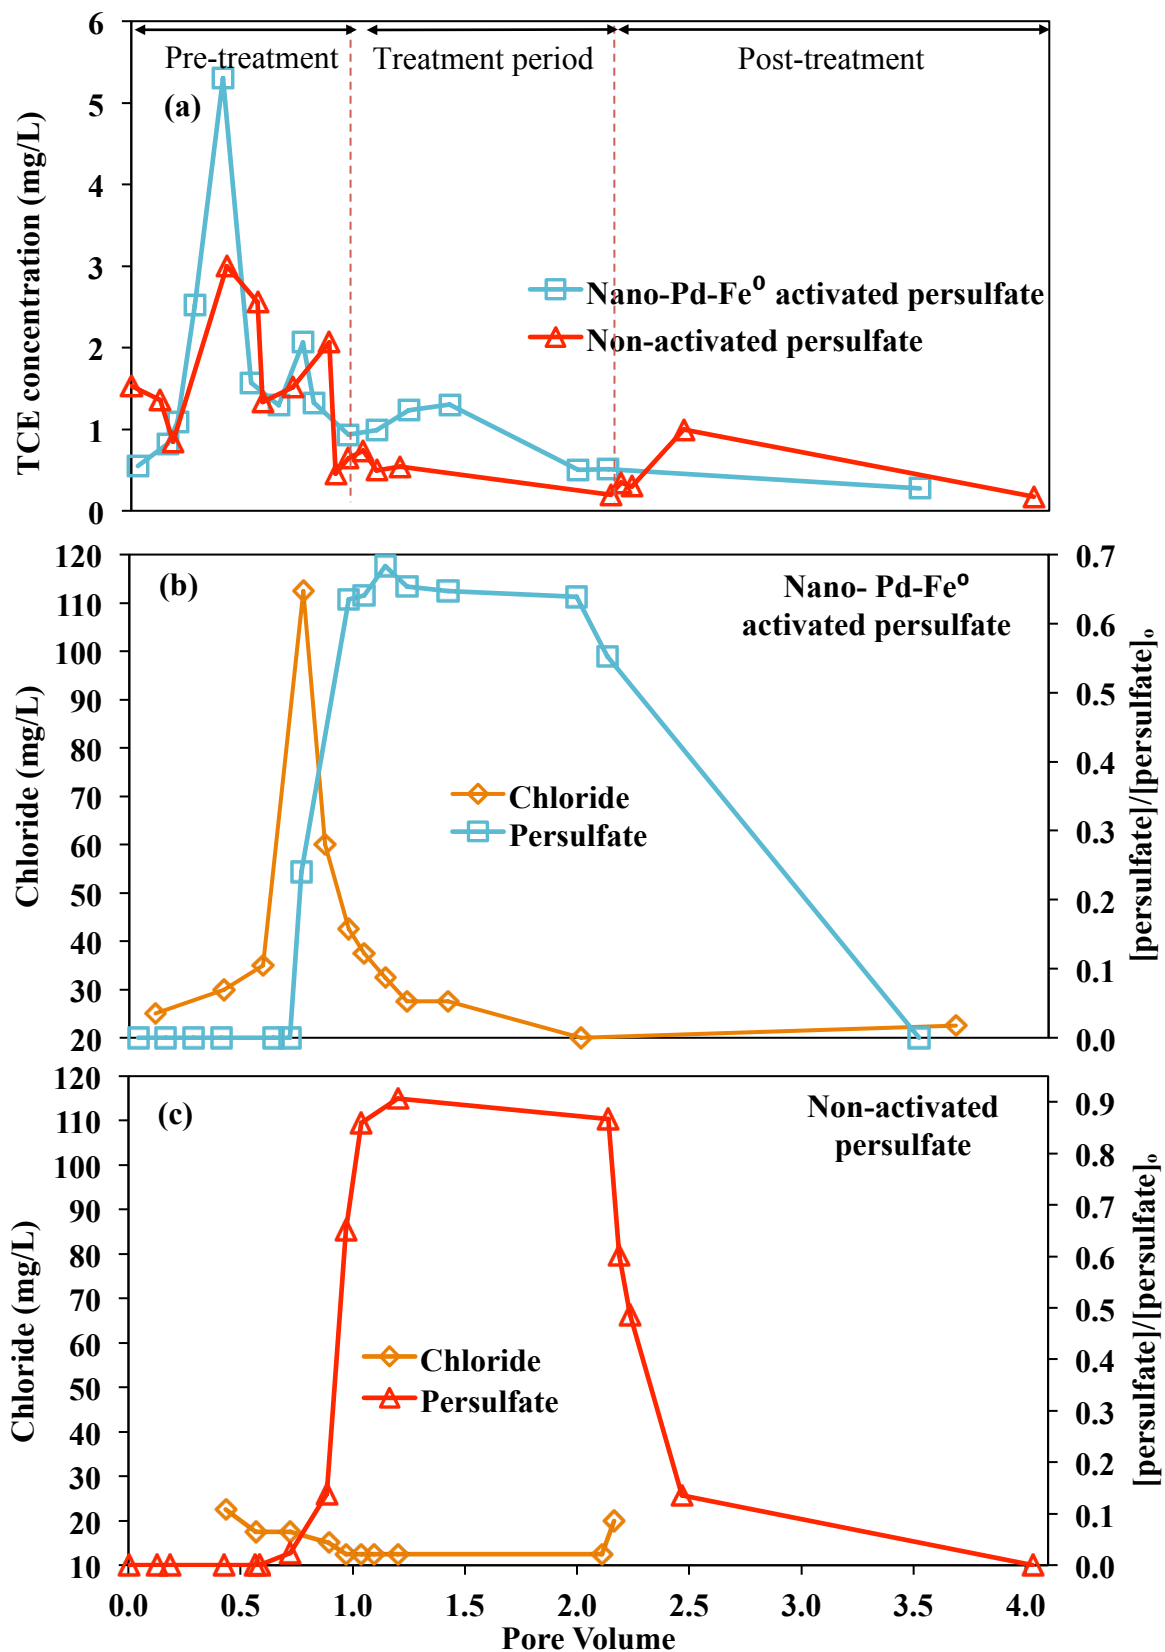 6
5
4
3
2
1
0
TCE concentration (mg/L)
Pre-treatment
Treatment period
Post-treatment
(a)
Nano-Pd-Fe⁰ activated persulfate
Non-activated persulfate
120
110
100
90
80
70
60
50
40
30
20
Chloride (mg/L)
(b)
Nano- Pd-Fe⁰
activated persulfate
Chloride
Persulfate
0.7
0.6
0.5
0.4
0.3
0.2
0.1
0.0
[persulfate]/[persulfate]ₒ
120
110
100
90
80
70
60
50
40
30
20
10
Chloride (mg/L)
(c)
Non-activated
persulfate
Chloride
Persulfate
0.9
0.8
0.7
0.6
0.5
0.4
0.3
0.2
0.1
0.0
[persulfate]/[persulfate]ₒ
0.0 0.5 1.0 1.5 2.0 2.5 3.0 3.5 4.0
Pore Volume